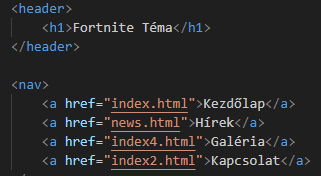 <header>
<h1>Fortnite Téma</h1>
</header>
<nav>
<a href="index.html">Kezdőlap</a>
<a href="news.html">Hírek</a>
<a href="index4.html">Galéria</a>
<a href="index2.html">Kapcsolat</a>